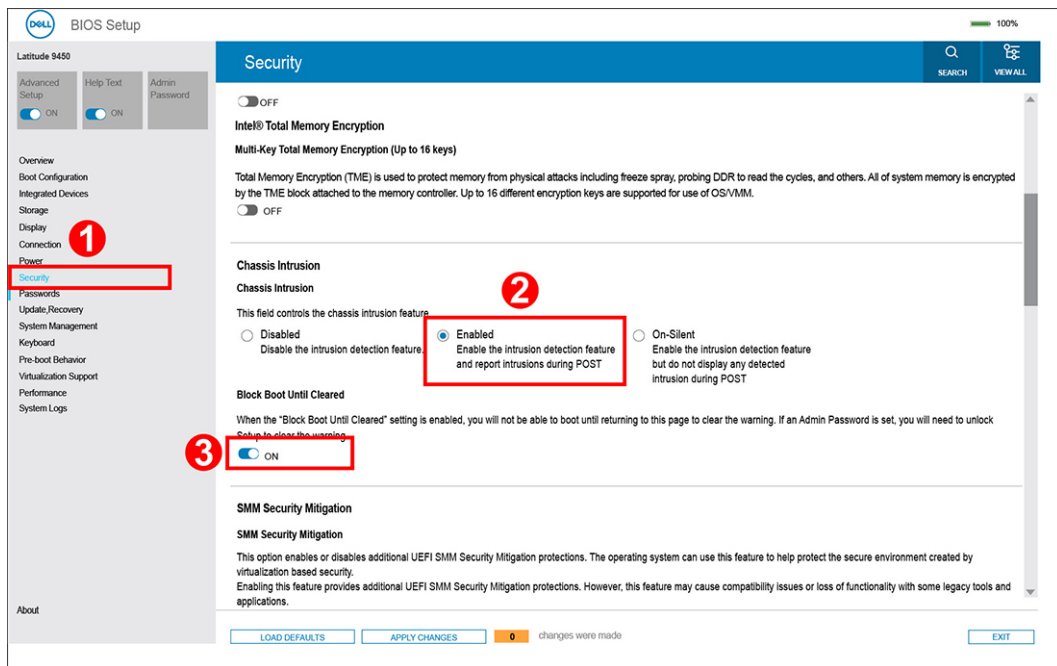 DELL BIOS Setup
100%
Latitude 9450
Advanced Setup
ON
Help Text
ON
Admin Password
Overview
Boot Configuration
Integrated Devices
Storage
Display
Connection
1
Power
Security
Passwords
Update,Recovery
System Management
Keyboard
Pre-boot Behavior
Virtualization Support
Performance
System Logs
About
Security
SEARCH
VIEW ALL
OFF
Intel® Total Memory Encryption
Multi-Key Total Memory Encryption (Up to 16 keys)
Total Memory Encryption (TME) is used to protect memory from physical attacks including freeze spray, probing DDR to read the cycles, and others. All of system memory is encrypted
by the TME block attached to the memory controller. Up to 16 different encryption keys are supported for use of OS/VMM.
OFF
Chassis Intrusion
Chassis Intrusion
2
This field controls the chassis intrusion feature
Disabled
Disable the intrusion detection feature.
Enabled
Enable the intrusion detection feature
and report intrusions during POST
On-Silent
Enable the intrusion detection feature
but do not display any detected
intrusion during POST
Block Boot Until Cleared
When the “Block Boot Until Cleared” setting is enabled, you will not be able to boot until returning to this page to clear the warning. If an Admin Password is set, you will need to unlock
Setup to clear the warning
3
ON
SMM Security Mitigation
SMM Security Mitigation
This option enables or disables additional UEFI SMM Security Mitigation protections. The operating system can use this feature to help protect the secure environment created by
virtualization based security.
Enabling this feature provides additional UEFI SMM Security Mitigation protections. However, this feature may cause compatibility issues or loss of functionality with some legacy tools and
applications.
LOAD DEFAULTS
APPLY CHANGES
0
changes were made
EXIT